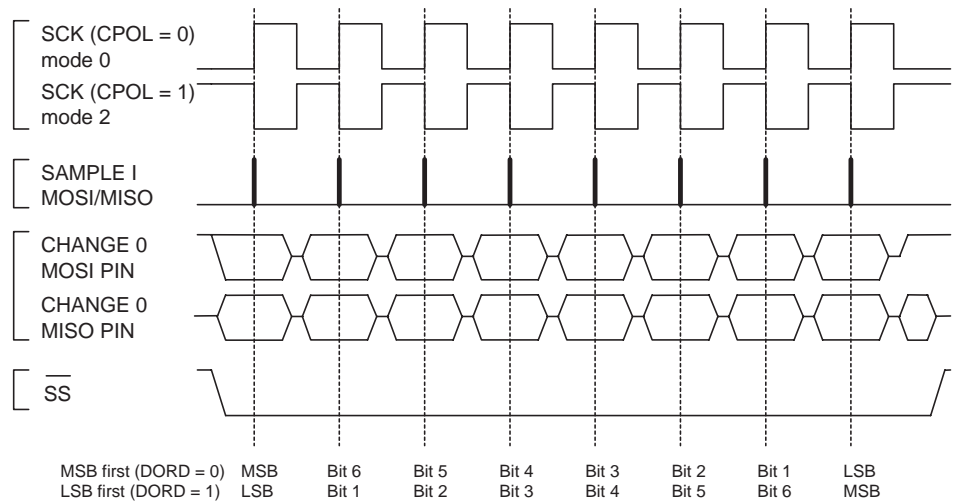 SCK (CPOL = 0)
mode 0
SCK (CPOL = 1)
mode 2
SAMPLE I
MOSI/MISO
CHANGE 0
MOSI PIN
CHANGE 0
MISO PIN
SS
MSB first (DORD = 0) MSB Bit 6 Bit 5 Bit 4 Bit 3 Bit 2 Bit 1 LSB
LSB first (DORD = 1) LSB Bit 1 Bit 2 Bit 3 Bit 4 Bit 5 Bit 6 MSB